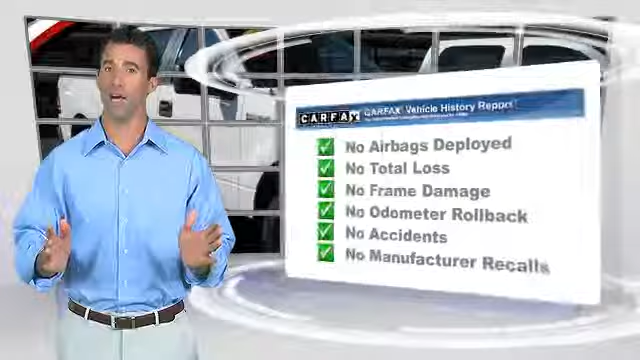 CARFAX CARFAX Vehicle History Report
No Airbags Deployed
No Total Loss
No Frame Damage
No Odometer Rollback
No Accidents
No Manufacturer Recalls